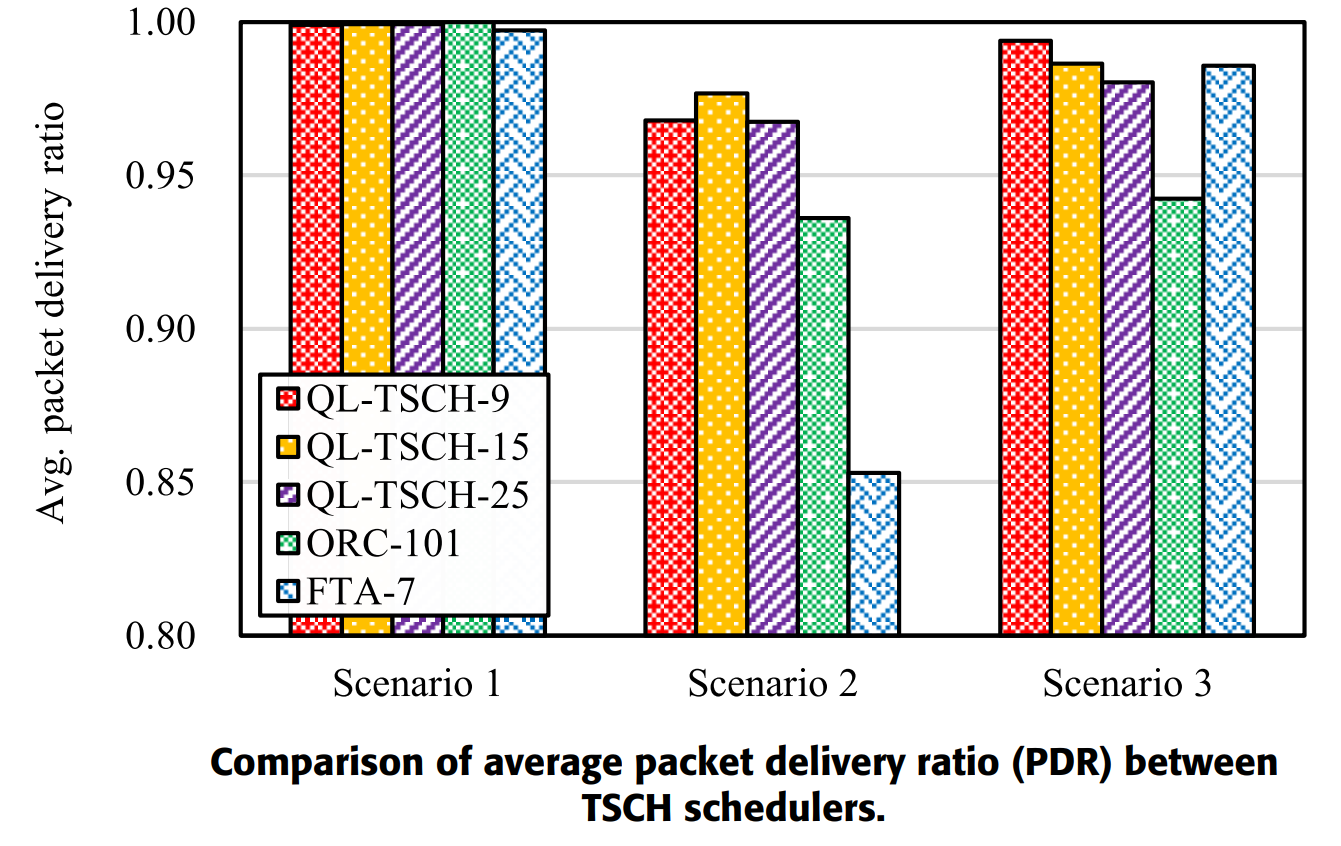 Avg. packet delivery ratio
1.00
0.95
0.90
0.85
0.80
QL-TSCH-9
QL-TSCH-15
QL-TSCH-25
ORC-101
FTA-7
Scenario 1
Scenario 2
Scenario 3
Comparison of average packet delivery ratio (PDR) between
TSCH schedulers.